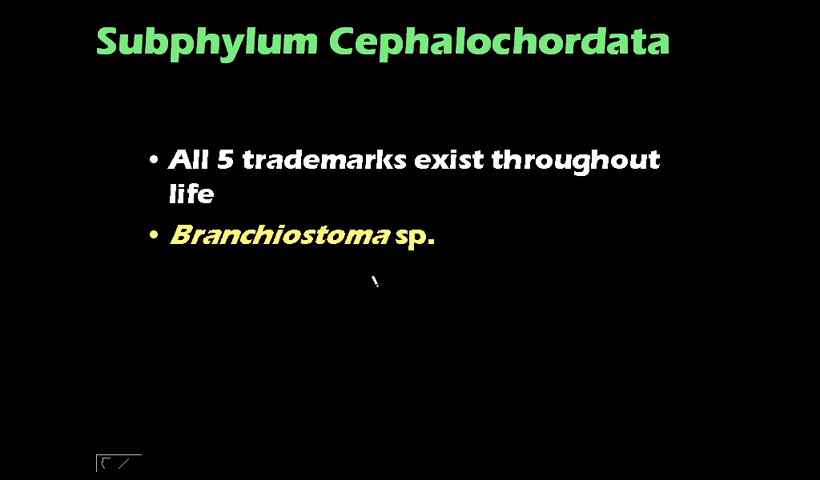 Subphylum Cephalochordata
• All 5 trademarks exist throughout
life
• Branchiostoma sp.